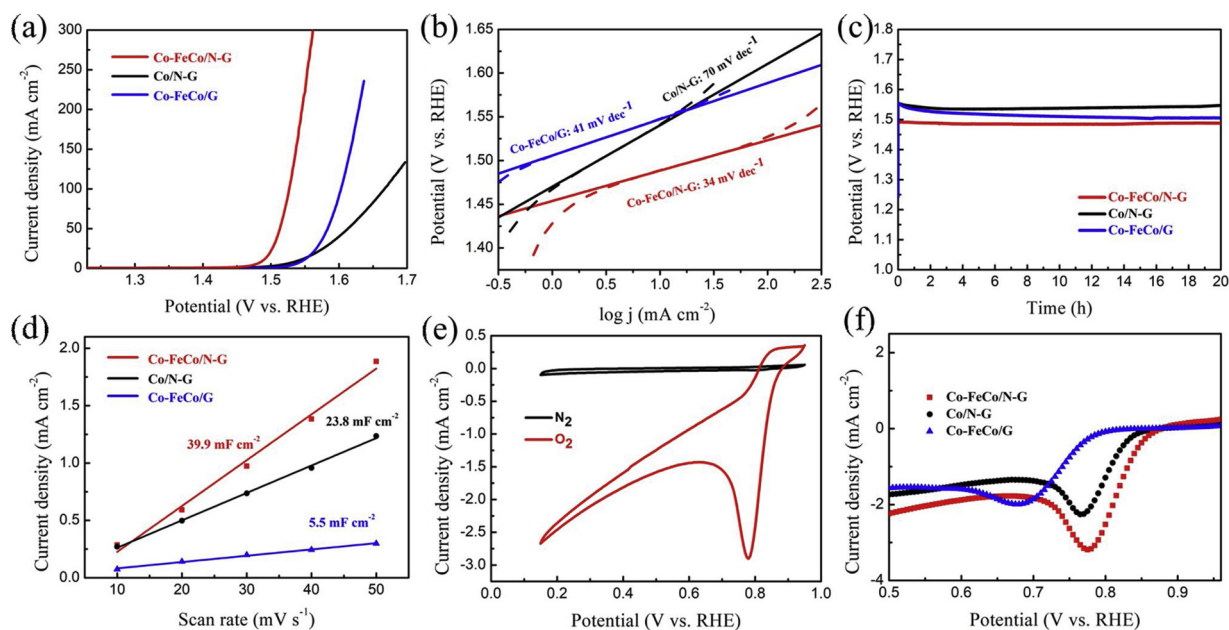 (a)
Co-FeCo/N-G
Co/N-G
Co-FeCo/G
300
250
200
150
100
50
0
1.3
1.4
1.5
1.6
1.7
Current density (mA cm⁻²)
Potential (V vs. RHE)
(b)
Co/N-G: 70 mV dec⁻¹
Co-FeCo/G: 41 mV dec⁻¹
Co-FeCo/N-G: 34 mV dec⁻¹
1.65
1.60
1.55
1.50
1.45
1.40
-0.5
0.0
0.5
1.0
1.5
2.0
2.5
Potential (V vs. RHE)
log j (mA cm⁻²)
(c)
Co-FeCo/N-G
Co/N-G
Co-FeCo/G
1.8
1.7
1.6
1.5
1.4
1.3
1.2
1.1
1.0
0
2
4
6
8
10
12
14
16
18
20
Potential (V vs. RHE)
Time (h)
(d)
Co-FeCo/N-G
Co/N-G
Co-FeCo/G
39.9 mF cm⁻²
23.8 mF cm⁻²
5.5 mF cm⁻²
2.0
1.5
1.0
0.5
0.0
10
20
30
40
50
Current density (mA cm⁻²)
Scan rate (mV s⁻¹)
(e)
N₂
O₂
0.5
0.0
-0.5
-1.0
-1.5
-2.0
-2.5
-3.0
0.0
0.2
0.4
0.6
0.8
1.0
Current density (mA cm⁻²)
Potential (V vs. RHE)
(f)
Co-FeCo/N-G
Co/N-G
Co-FeCo/G
2
0
-2
-4
0.5
0.6
0.7
0.8
0.9
Current density (mA cm⁻²)
Potential (V vs. RHE)